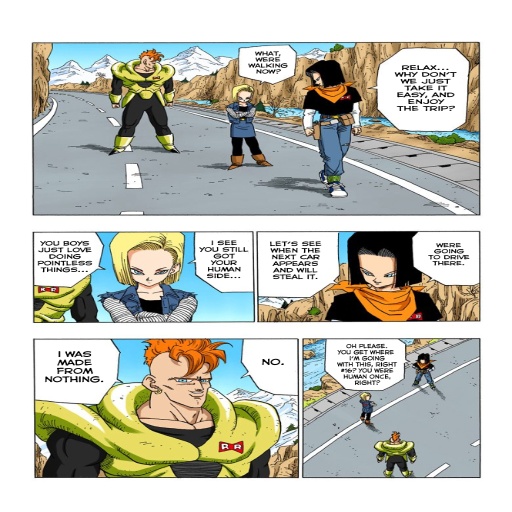 RELAX...
WHY DON'T
WE JUST
TAKE IT
EASY, AND
ENJOY
THE TRIP?
WHAT,
WERE
WALKING
NOW?
WERE
GOING
TO DRIVE
THERE.
LET'S SEE
WHEN THE
NEXT CAR
APPEARS
AND WILL
STEAL IT.
I SEE
YOU STILL
GOT
YOUR
HUMAN
SIDE...
YOU BOYS
JUST LOVE
DOING
POINTLESS
THINGS...
RR
OH PLEASE.
YOU GET WHERE
I'M GOING
WITH THIS, RIGHT
#16? YOU WERE
HUMAN ONCE,
RIGHT?
NO.
I WAS
MADE
FROM
NOTHING.
RR